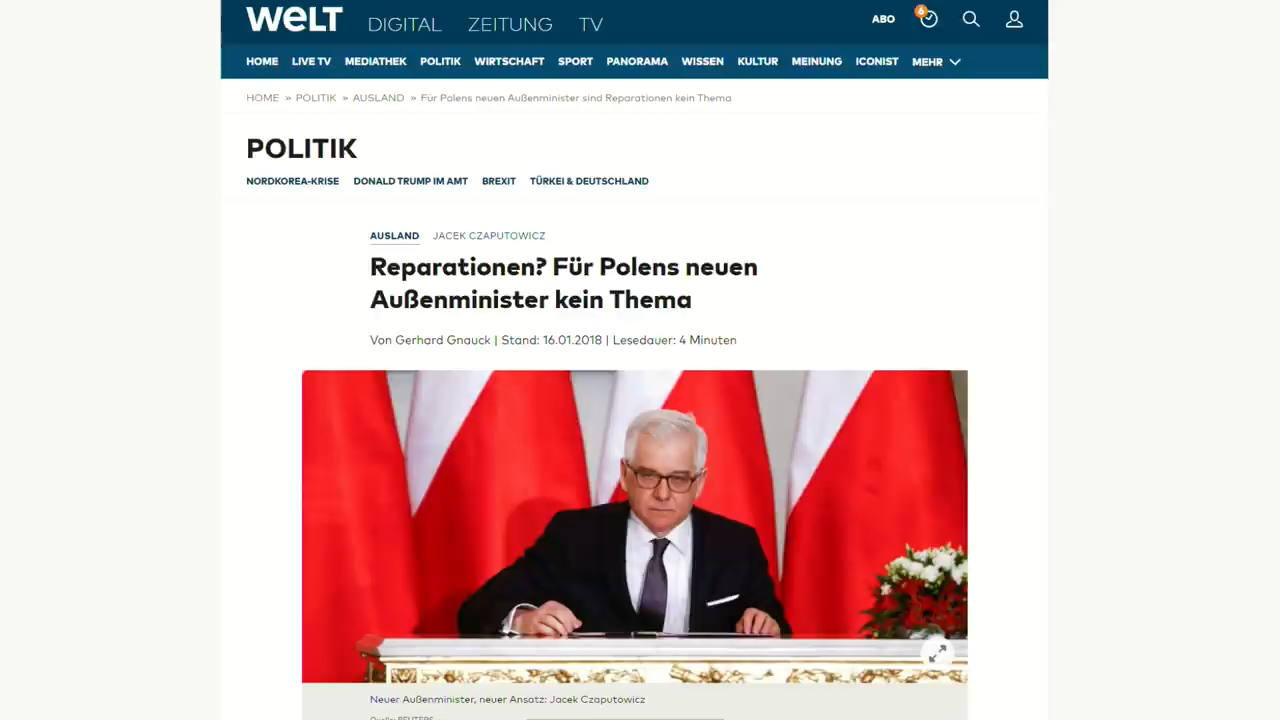 WELT DIGITAL ZEITUNG TV ABO 6
HOME LIVE TV MEDIATHEK POLITIK WIRTSCHAFT SPORT PANORAMA WISSEN KULTUR MEINUNG ICONIST MEHR
HOME » POLITIK » AUSLAND » Für Polens neuen Außenminister sind Reparationen kein Thema
POLITIK
NORDKOREA-KRISE DONALD TRUMP IM AMT BREXIT TÜRKEI & DEUTSCHLAND
AUSLAND JACEK CZAPUTOWICZ
Reparationen? Für Polens neuen
Außenminister kein Thema
Von Gerhard Gnauck | Stand: 16.01.2018 | Lesedauer: 4 Minuten
Neuer Außenminister, neuer Ansatz: Jacek Czaputowicz
Quelle: REUTERS